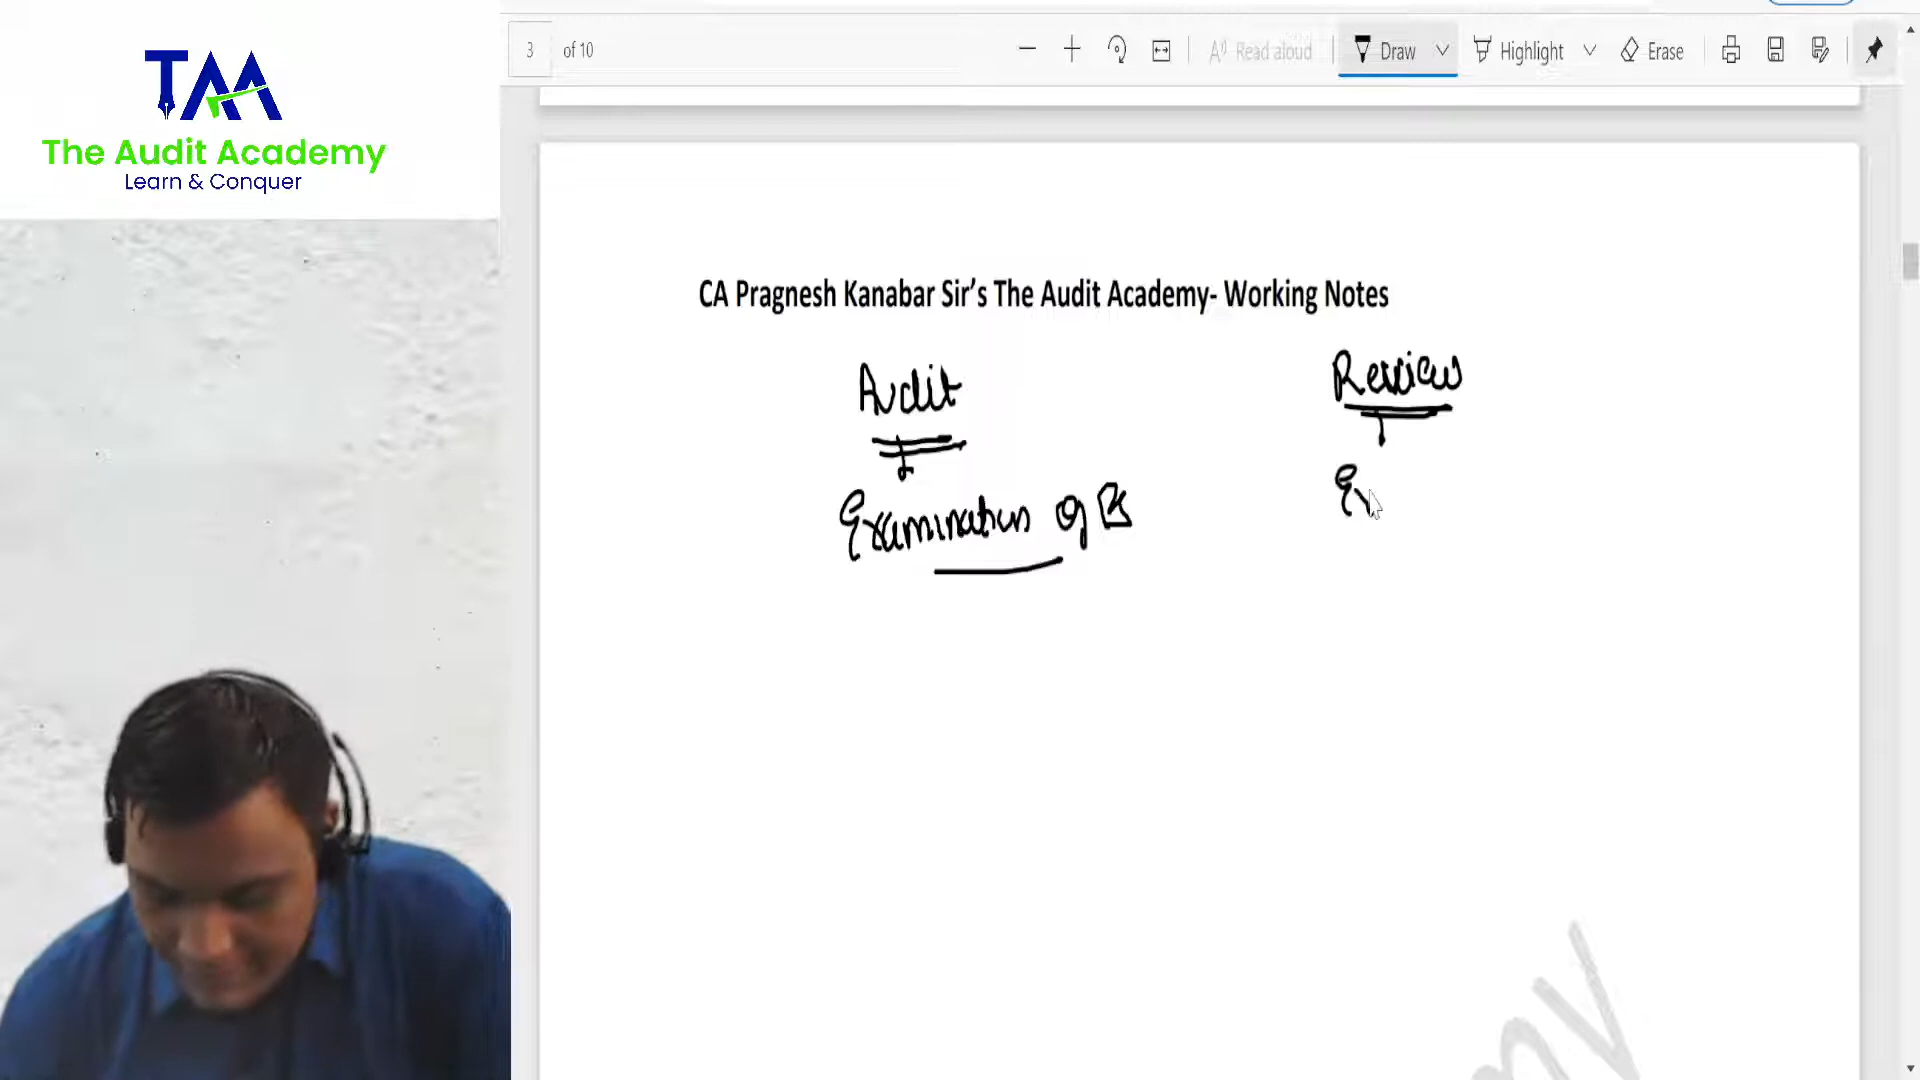 TAA
The Audit Academy
Learn & Conquer
3 of 10
Read aloud
Draw
Highlight
Erase
CA Pragnesh Kanabar Sir's The Audit Academy- Working Notes
Audit
Review
Examination of
Ex